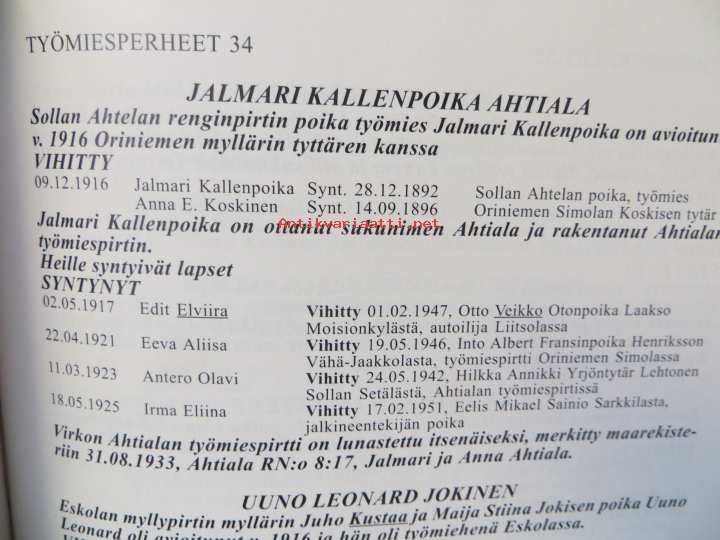 TYÖMIESPERHEET 34
JALMARI KALLENPOIKA AHTIALA
Sollan Ahtelan renginpirtin poika työmies Jalmari Kallenpoika on avioitun
v. 1916 Oriniemen myllärin tyttären kanssa
VIHITTY
09.12.1916 Jalmari Kallenpoika Synt. 28.12.1892 Sollan Ahtelan poika, työmies
Anna E. Koskinen Synt. 14.09.1896 Oriniemen Simolan Koskisen tytär
Antikvariaatti.net
Jalmari Kallenpoika on ottanut sukunimen Ahtiala ja rakentanut Ahtialan
työmiespirtin.
Heille syntyivät lapset
SYNTYNYT
02.05.1917 Edit Elviira Vihitty 01.02.1947, Otto Veikko Otonpoika Laakso
Moisionkylästä, autoilija Liitsolassa
22.04.1921 Eeva Aliisa Vihitty 19.05.1946, Into Albert Fransinpoika Henriksson
Vähä-Jaakkolasta, työmiespirtti Oriniemen Simolassa
11.03.1923 Antero Olavi Vihitty 24.05.1942, Hilkka Annikki Yrjöntytär Lehtonen
Sollan Setälästä, Ahtialan työmiespirtissä
18.05.1925 Irma Eliina Vihitty 17.02.1951, Eelis Mikael Sainio Sarkkilasta,
jalkineentekijän poika
Virkon Ahtialan työmiespirtti on lunastettu itsenäiseksi, merkitty maarekiste-
riin 31.08.1933, Ahtiala RN:o 8:17, Jalmari ja Anna Ahtiala.
UUNO LEONARD JOKINEN
Eskolan myllypirtin myllärin Juho Kustaa ja Maija Stiina Jokisen poika Uuno
Leonard oli avioitunut v. 1916 ja hän oli työmiehenä Eskolassa.